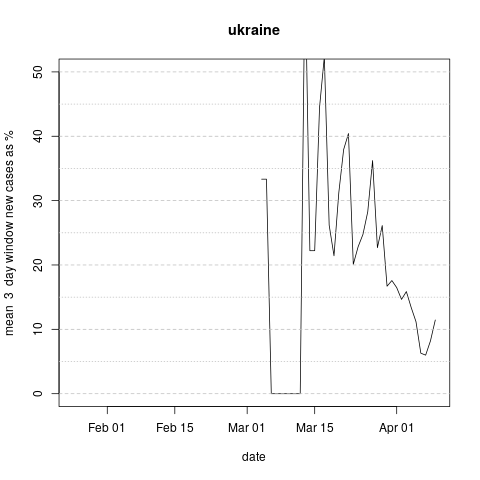 ukraine
mean 3 day window new cases as %
50
40
30
20
10
0
Feb 01
Feb 15
Mar 01
Mar 15
Apr 01
date